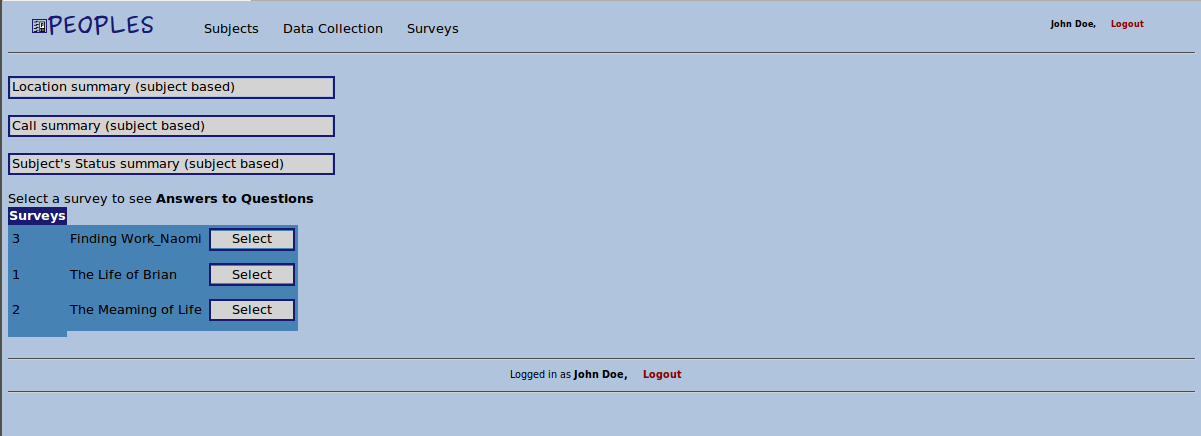 PEOPLES Subjects Data Collection Surveys John Doe, Logout
Location summary (subject based)
Call summary (subject based)
Subject's Status summary (subject based)
Select a survey to see Answers to Questions
Surveys
3 Finding Work_Naomi Select
1 The Life of Brian Select
2 The Meaming of Life Select
Logged in as John Doe, Logout